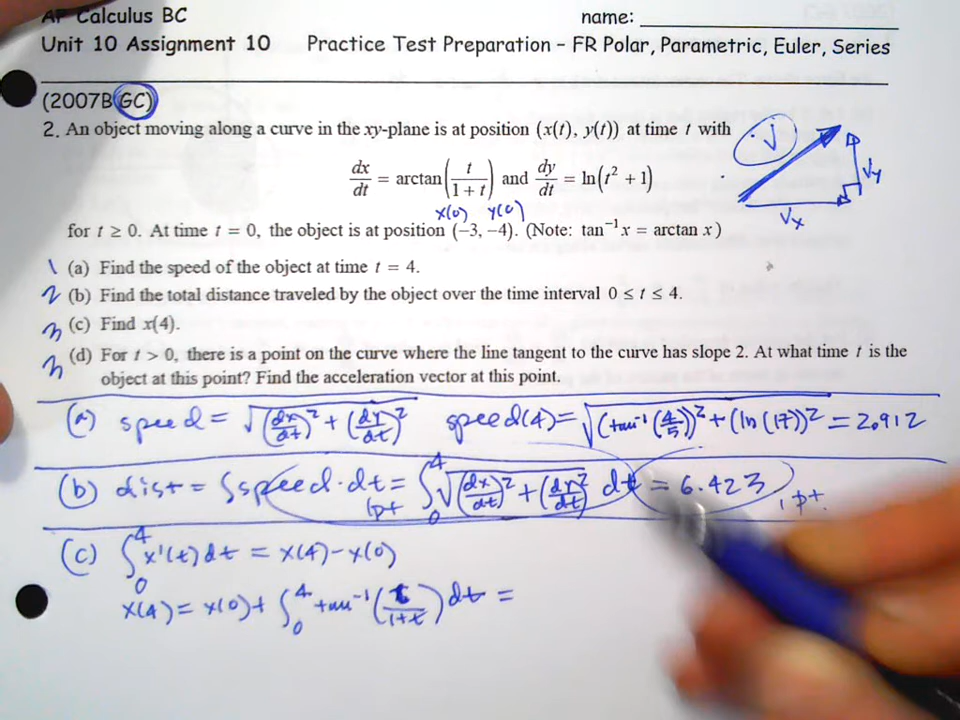 AP Calculus BC
name:
Unit 10 Assignment 10 Practice Test Preparation – FR Polar, Parametric, Euler, Series
(2007B GC)
2. An object moving along a curve in the xy-plane is at position (x(t), y(t)) at time t with
V
Vy
Vx
dx/dt = arctan(t/(1 + t)) and dy/dt = ln(t² + 1)
x(0) y(0)
for t ≥ 0. At time t = 0, the object is at position (−3, −4). (Note: tan⁻¹x = arctan x)
1 (a) Find the speed of the object at time t = 4.
2 (b) Find the total distance traveled by the object over the time interval 0 ≤ t ≤ 4.
3 (c) Find x(4).
3 (d) For t > 0, there is a point on the curve where the line tangent to the curve has slope 2. At what time t is the
object at this point? Find the acceleration vector at this point.
(a) speed = √((dx/dt)² + (dy/dt)²) speed(4) = √((tan⁻¹(4/5))² + (ln(17))²) = 2.912
(b) dist = ∫speed·dt = ∫₀⁴ √((dx/dt)² + (dy/dt)²) dt = 6.423
1pt 1 pt.
(c) ∫₀⁴ x'(t)dt = x(4) − x(0)
x(4) = x(0) + ∫₀⁴ tan⁻¹(t/(1+t)) dt =